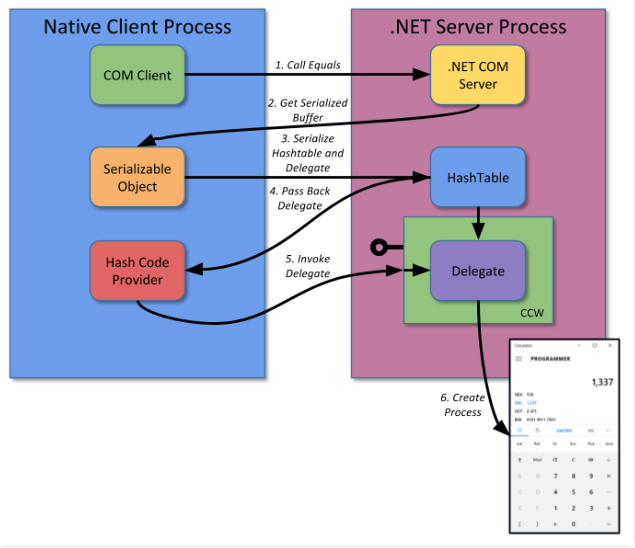 Native Client Process
.NET Server Process
COM Client
1. Call Equals
.NET COM
Server
2. Get Serialized
Buffer
3. Serialize
Hashtable and
Delegate
Serializable
Object
HashTable
4. Pass Back
Delegate
Hash Code
Provider
5. Invoke
Delegate
Delegate
CCW
6. Create
Process
Calculator
PROGRAMMER
1,337
HEX 539
DEC 1,337
OCT 2 471
BIN 0101 0011 1001
QWORD MS
Lsh Rsh Or Xor Not And
Mod CE C
A B 7 8 9
C D 4 5 6
E F 1 2 3 +
( ) ± 0 .